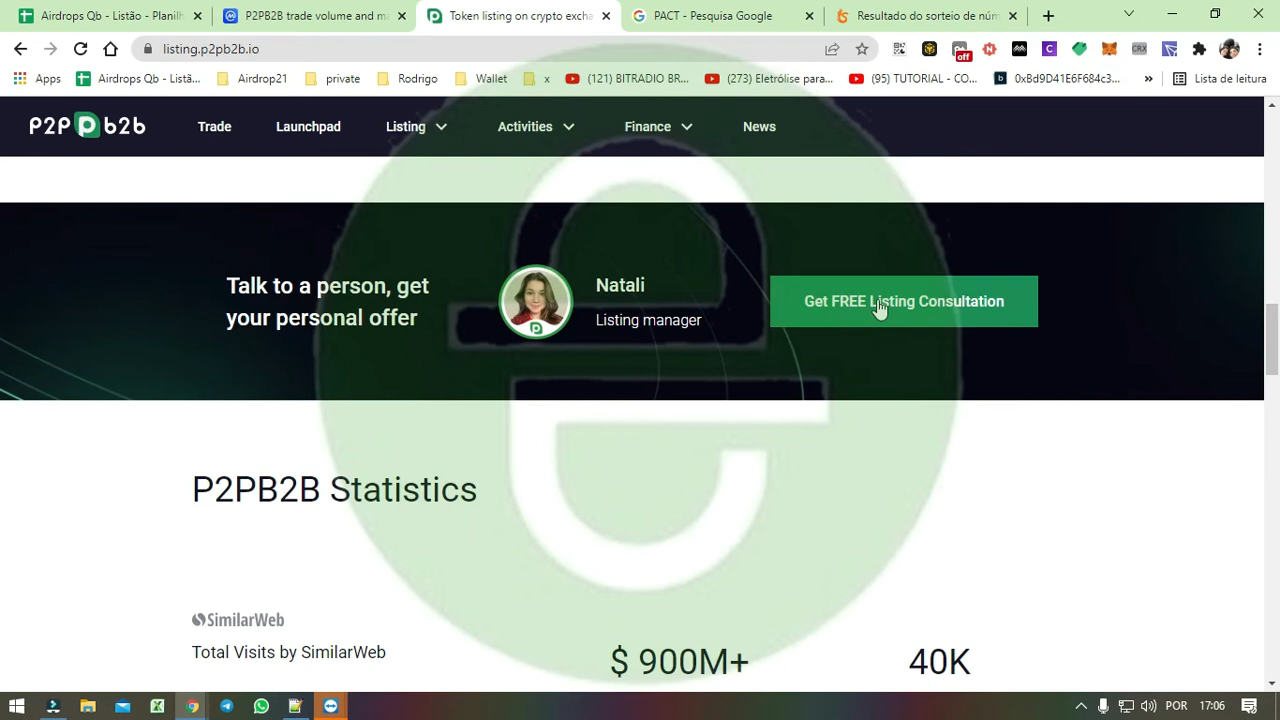 Airdrops Qb - Listão - Planilh
P2PB2B trade volume and ma
Token listing on crypto excha
PACT - Pesquisa Google
Resultado do sorteio de núm
listing.p2pb2b.io
off
CRX
Apps
Airdrops Qb - Listã...
Airdrop21
private
Rodrigo
Wallet
x
(121) BITRADIO BR...
(273) Eletrólise para...
(95) TUTORIAL - CO...
0xBd9D41E6F684c3...
»
Lista de leitura
P2P b2b
Trade
Launchpad
Listing
Activities
Finance
News
Talk to a person, get
your personal offer
Natali
Listing manager
Get FREE Listing Consultation
P2PB2B Statistics
SimilarWeb
Total Visits by SimilarWeb
$ 900M+
40K
POR
17:06